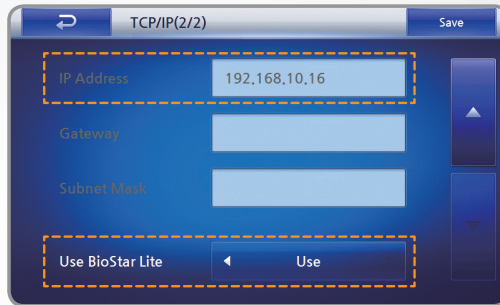 TCP/IP(2/2)
Save
IP Address
192.168.10.16
Gateway
Subnet Mask
Use BioStar Lite
Use